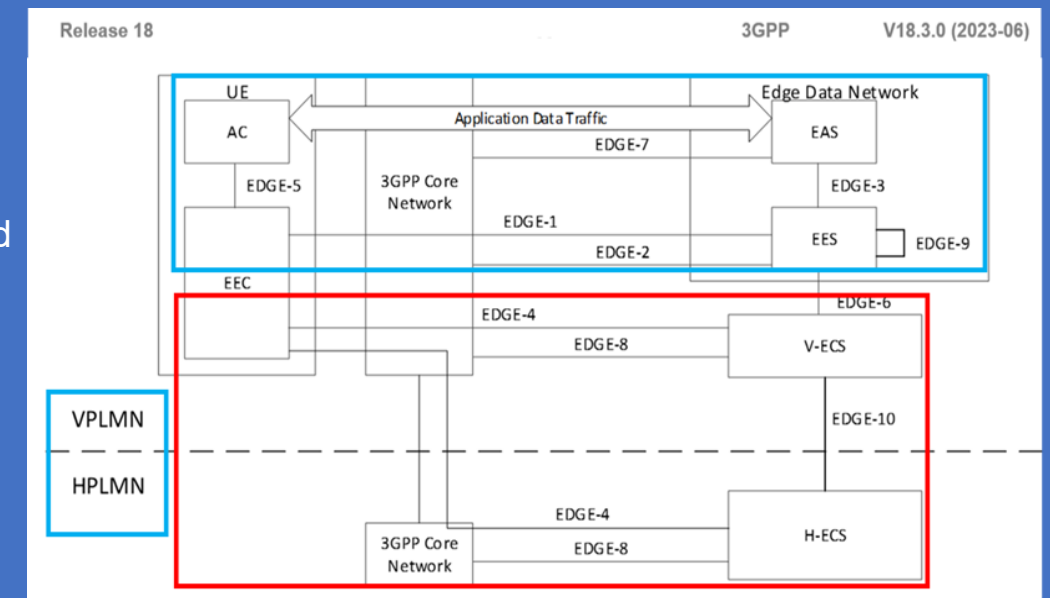 Release 18
3GPP
V18.3.0 (2023-06)
UE
Edge Data Network
AC
Application Data Traffic
EAS
EDGE-7
EDGE-5
3GPP Core
Network
EDGE-3
EDGE-1
EES
EDGE-9
EDGE-2
EEC
EDGE-6
EDGE-4
EDGE-8
V-ECS
VPLMN
EDGE-10
HPLMN
EDGE-4
3GPP Core
Network
EDGE-8
H-ECS